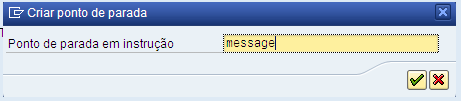 Criar ponto de parada
Ponto de parada em instrução message